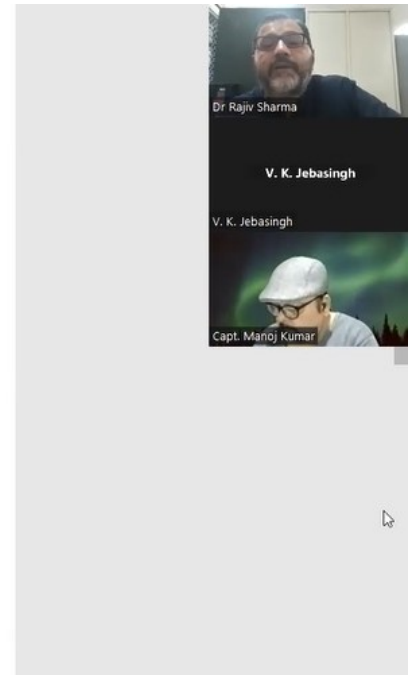 Dr Rajiv Sharma
V. K. Jebasingh
V. K. Jebasingh
Capt. Manoj Kumar